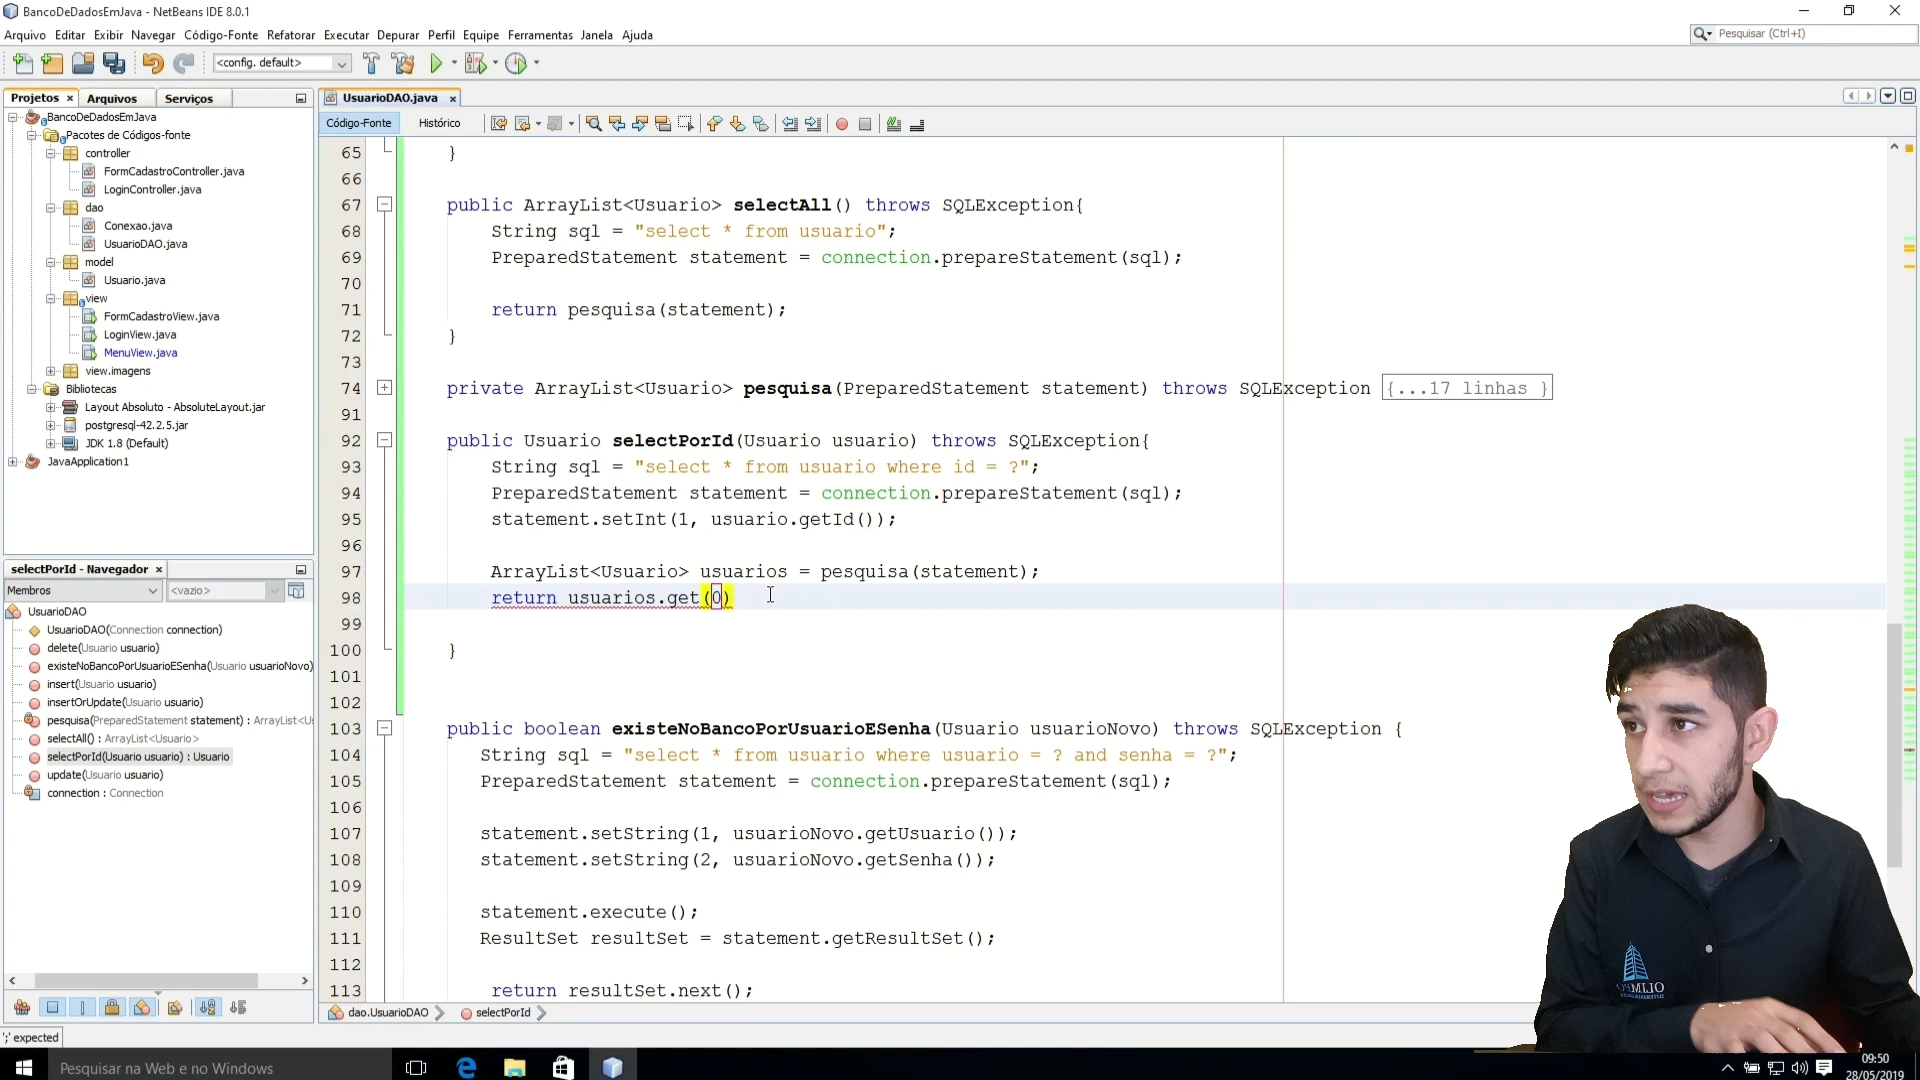 BancoDeDadosEmJava - NetBeans IDE 8.0.1
Arquivo Editar Exibir Navegar Código-Fonte Refatorar Executar Depurar Perfil Equipe Ferramentas Janela Ajuda
Pesquisar (Ctrl+I)
<config. default>
Projetos Arquivos Serviços
UsuarioDAO.java
BancoDeDadosEmJava
Pacotes de Códigos-fonte
controller
FormCadastroController.java
LoginController.java
dao
Conexao.java
UsuarioDAO.java
model
Usuario.java
view
FormCadastroView.java
LoginView.java
MenuView.java
view.imagens
Bibliotecas
Layout Absoluto - AbsoluteLayout.jar
postgresql-42.2.5.jar
JDK 1.8 (Default)
JavaApplication1
selectPorId - Navegador
Membros
<vazio>
UsuarioDAO
UsuarioDAO(Connection connection)
delete(Usuario usuario)
existeNoBancoPorUsuarioESenha(Usuario usuarioNovo)
insert(Usuario usuario)
insertOrUpdate(Usuario usuario)
pesquisa(PreparedStatement statement) : ArrayList<Us
selectAll() : ArrayList<Usuario>
selectPorId(Usuario usuario) : Usuario
update(Usuario usuario)
connection : Connection
Código-Fonte Histórico
65 }
66
67 public ArrayList<Usuario> selectAll() throws SQLException{
68 String sql = "select * from usuario";
69 PreparedStatement statement = connection.prepareStatement(sql);
70
71 return pesquisa(statement);
72 }
73
74 private ArrayList<Usuario> pesquisa(PreparedStatement statement) throws SQLException {...17 linhas }
91
92 public Usuario selectPorId(Usuario usuario) throws SQLException{
93 String sql = "select * from usuario where id = ?";
94 PreparedStatement statement = connection.prepareStatement(sql);
95 statement.setInt(1, usuario.getId());
96
97 ArrayList<Usuario> usuarios = pesquisa(statement);
98 return usuarios.get(0)
99
100 }
101
102
103 public boolean existeNoBancoPorUsuarioESenha(Usuario usuarioNovo) throws SQLException {
104 String sql = "select * from usuario where usuario = ? and senha = ?";
105 PreparedStatement statement = connection.prepareStatement(sql);
106
107 statement.setString(1, usuarioNovo.getUsuario());
108 statement.setString(2, usuarioNovo.getSenha());
109
110 statement.execute();
111 ResultSet resultSet = statement.getResultSet();
112
113 return resultSet.next();
dao.UsuarioDAO selectPorId
';' expected
Pesquisar na Web e no Windows
09:50
28/05/2019